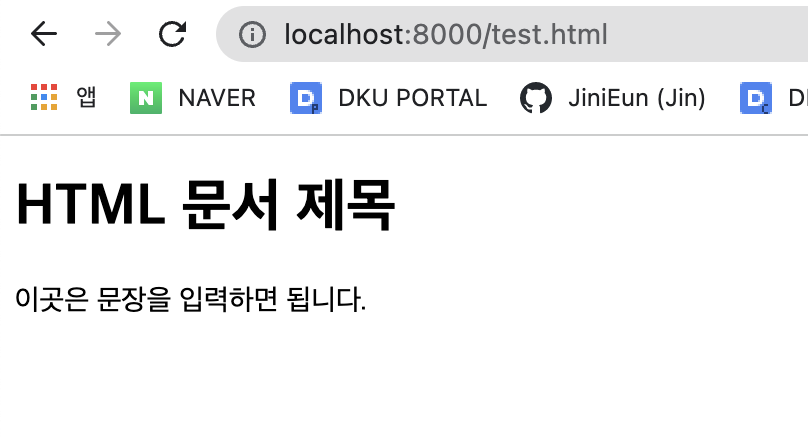 localhost:8000/test.html
앱 NAVER DKU PORTAL JiniEun (Jin)
HTML 문서 제목
이곳은 문장을 입력하면 됩니다.